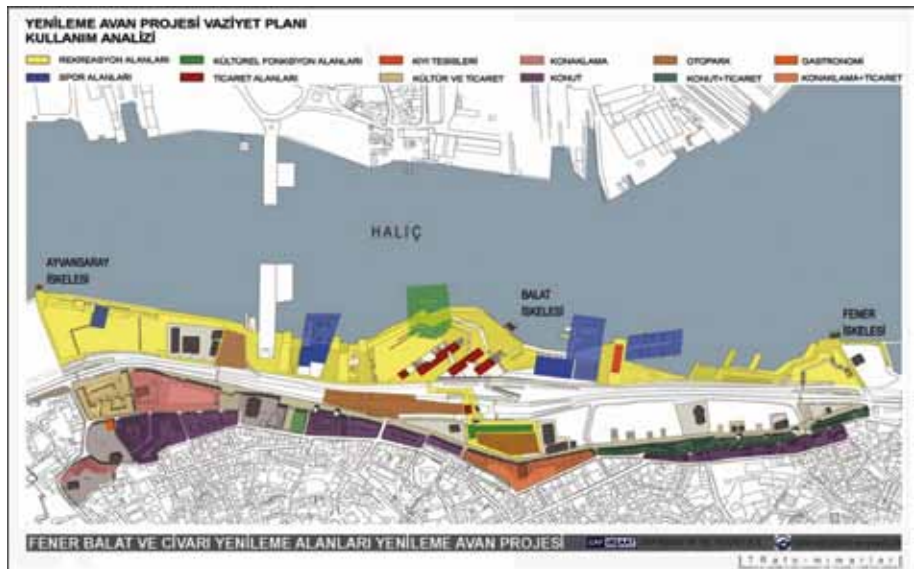 YENİLEME AVAN PROJESİ VAZİYET PLANI
KULLANIM ANALİZİ
REKREASYON ALANLARI
KÜLTÜREL FONKSİYON ALANLARI
KIYI TESİSLERİ
KONAKLAMA
OTOPARK
GASTRONOMİ
SPOR ALANLARI
TİCARET ALANLARI
KÜLTÜR VE TİCARET
KONUT
KONUT+TİCARET
KONAKLAMA+TİCARET
HALİÇ
AYVANSARAY
İSKELESİ
BALAT
İSKELESİ
FENER
İSKELESİ
FENER BALAT VE CİVARI YENİLEME ALANLARI YENİLEME AVAN PROJESİ